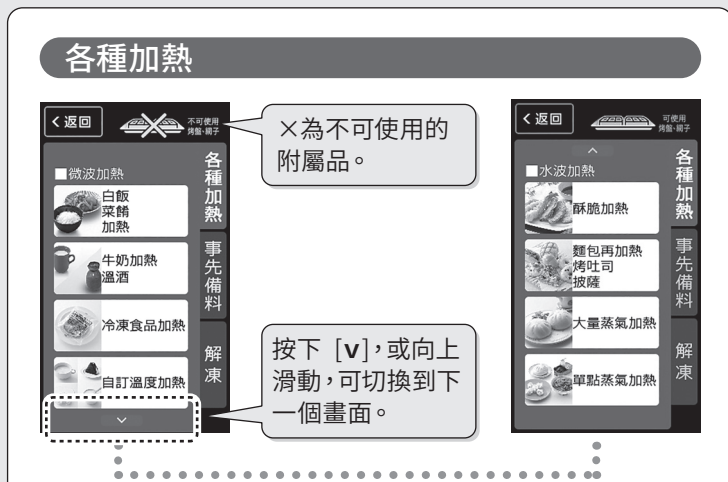 各種加熱
く返回
不可使用
烤盤·網子
■微波加熱
白飯
菜餚
加熱
牛奶加熱
溫酒
冷凍食品加熱
自訂溫度加熱
各種加熱
事先備料
解凍
×為不可使用的
附屬品。
按下 [v],或向上
滑動,可切換到下
一個畫面。
く返回
可使用
烤盤·網子
■水波加熱
酥脆加熱
麵包再加熱
烤吐司
披薩
大量蒸氣加熱
單點蒸氣加熱
各種加熱
事先備料
解凍